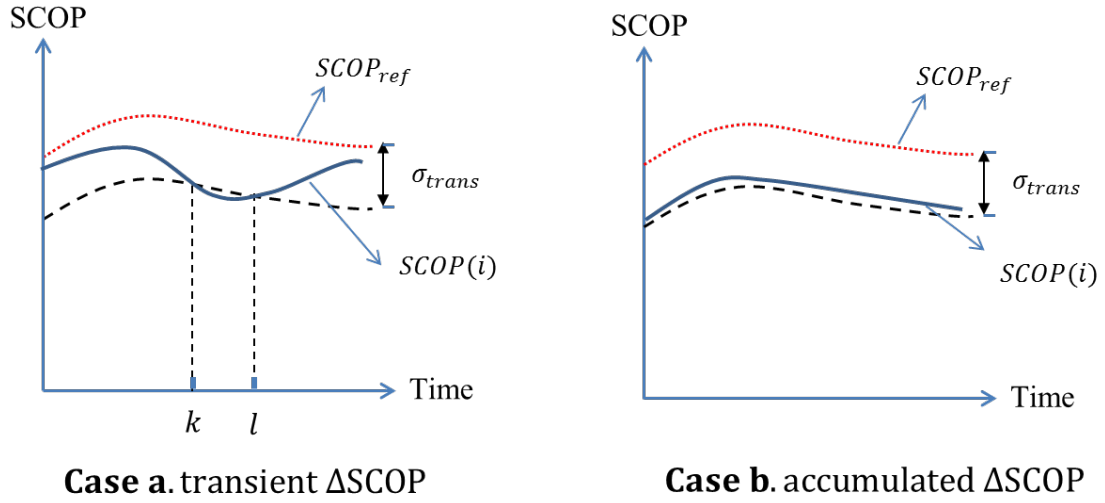 SCOP
SCOP_ref
σ_trans
SCOP(i)
Time
k
l
Case a. transient ΔSCOP
SCOP
SCOP_ref
σ_trans
SCOP(i)
Time
Case b. accumulated ΔSCOP